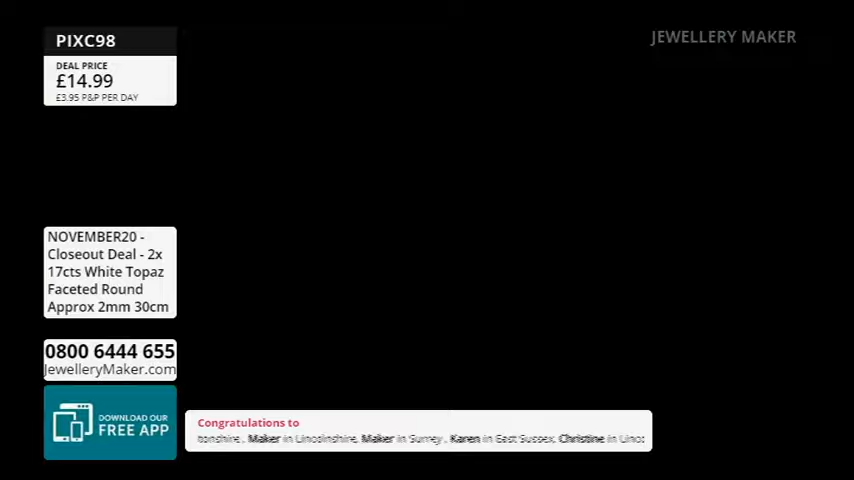 PIXC98
DEAL PRICE
£14.99
£3.95 P&P PER DAY
JEWELLERY MAKER
NOVEMBER20 -
Closeout Deal - 2x
17cts White Topaz
Faceted Round
Approx 2mm 30cm
0800 6444 655
JewelleryMaker.com
DOWNLOAD OUR
FREE APP
Congratulations to
tonshire, Maker in Lincolnshire, Maker in Surrey, Karen in East Sussex, Christine in